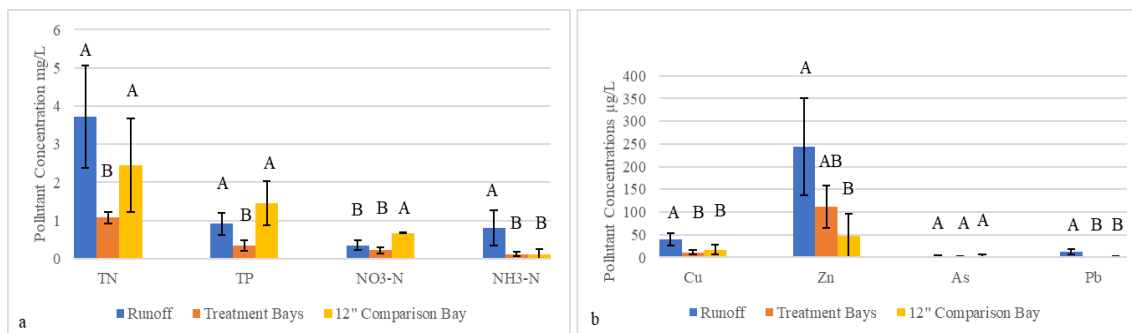 Pollutant Concentration mg/L
6
5
4
3
2
1
0
A
B
A
A
B
A
B
B
A
A
B
B
TN
TP
NO3-N
NH3-N
Runoff
Treatment Bays
12" Comparison Bay
a
Pollutant Concentrations µg/L
400
350
300
250
200
150
100
50
0
A
B
B
A
AB
B
A
A
A
A
B
B
Cu
Zn
As
Pb
Runoff
Treatment Bays
12" Comparison Bay
b